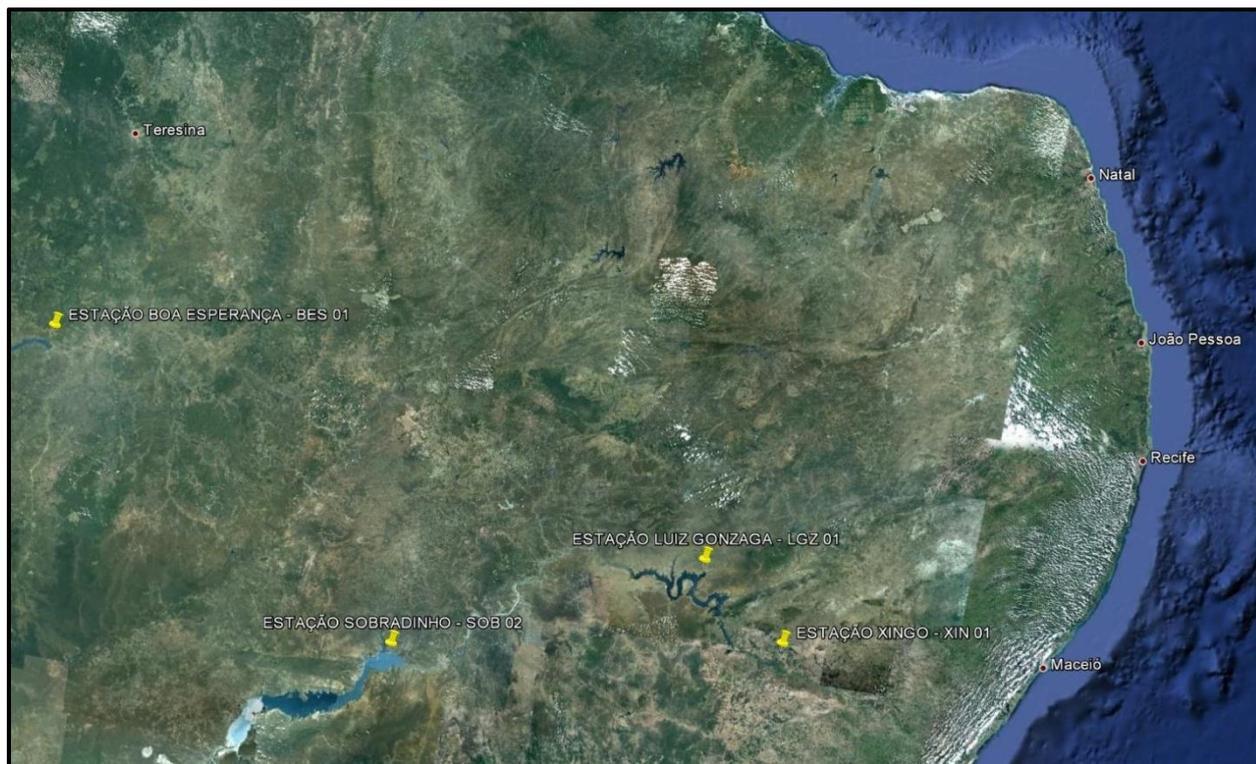 Teresina
Natal
ESTAÇÃO BOA ESPERANÇA - BES 01
João Pessoa
Recife
ESTAÇÃO LUIZ GONZAGA - LGZ 01
ESTAÇÃO SOBRADINHO - SOB 02
ESTAÇÃO XINGO - XIN 01
Maceió